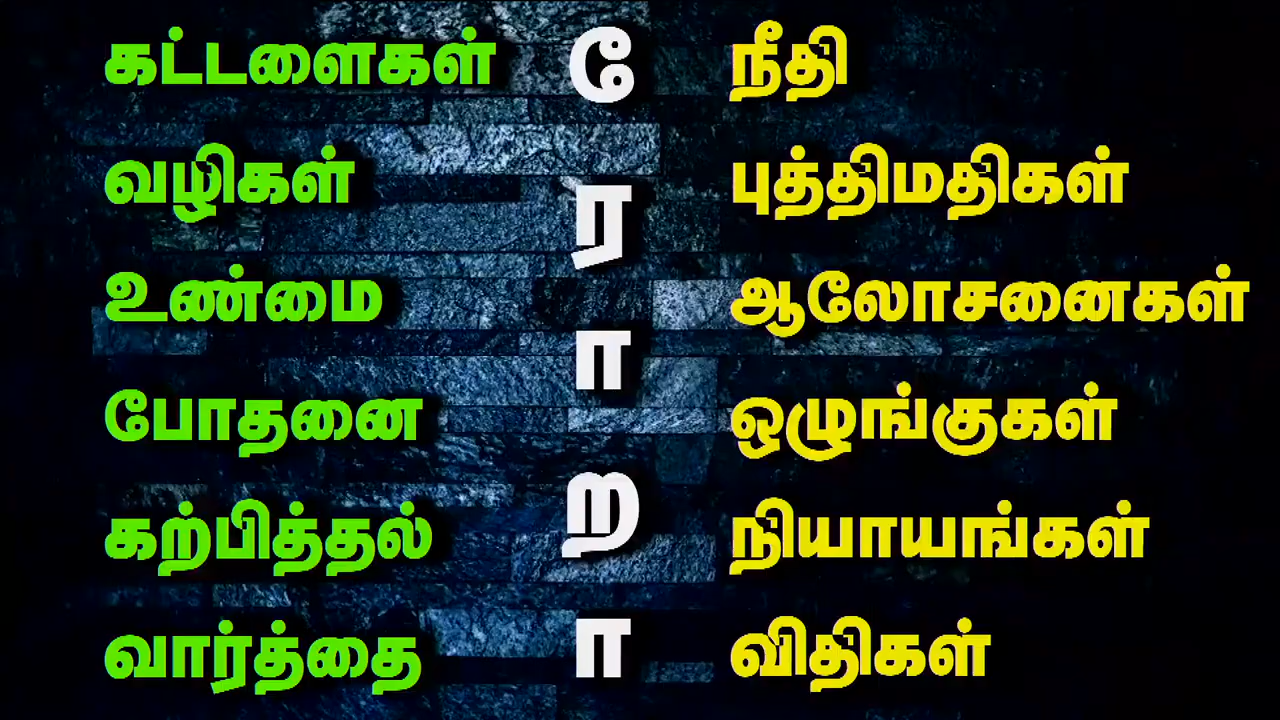 கட்டளைகள்
வழிகள்
உண்மை
போதனை
கற்பித்தல்
வார்த்தை
தோராறா
நீதி
புத்திமதிகள்
ஆலோசனைகள்
ஒழுங்குகள்
நியாயங்கள்
விதிகள்